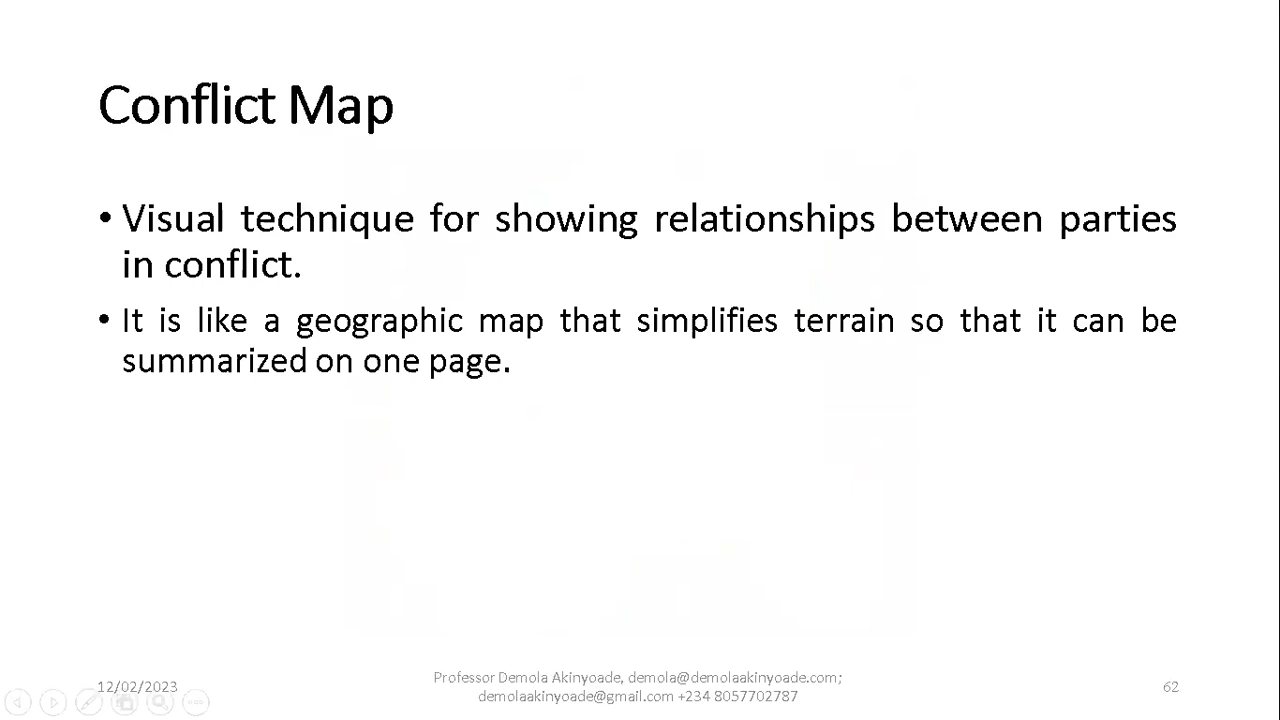 Conflict Map
• Visual technique for showing relationships between parties
in conflict.
• It is like a geographic map that simplifies terrain so that it can be
summarized on one page.
12/02/2023
Professor Demola Akinyoade, demola@demolaakinyoade.com;
demolaakinyoade@gmail.com +234 8057702787
62